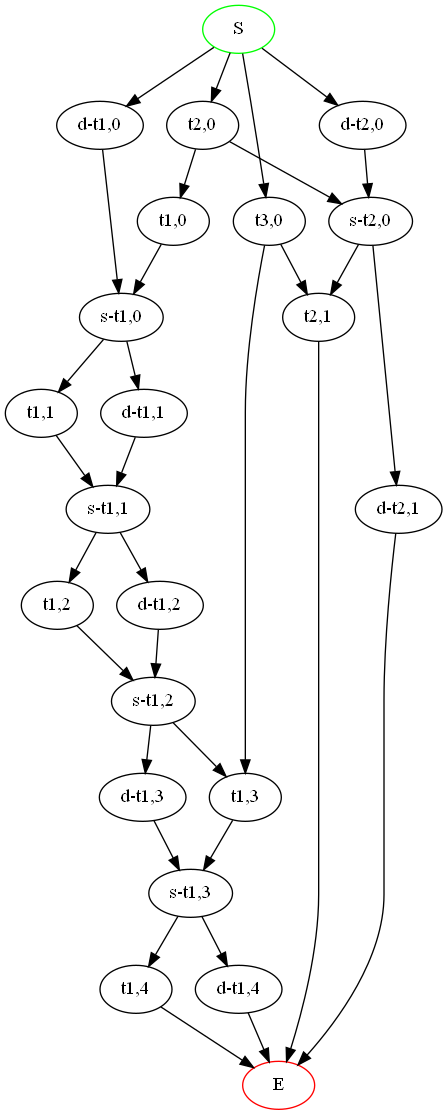 S
d-t1,0
t2,0
d-t2,0
t1,0
t3,0
s-t2,0
s-t1,0
t2,1
t1,1
d-t1,1
s-t1,1
d-t2,1
t1,2
d-t1,2
s-t1,2
d-t1,3
t1,3
s-t1,3
t1,4
d-t1,4
E